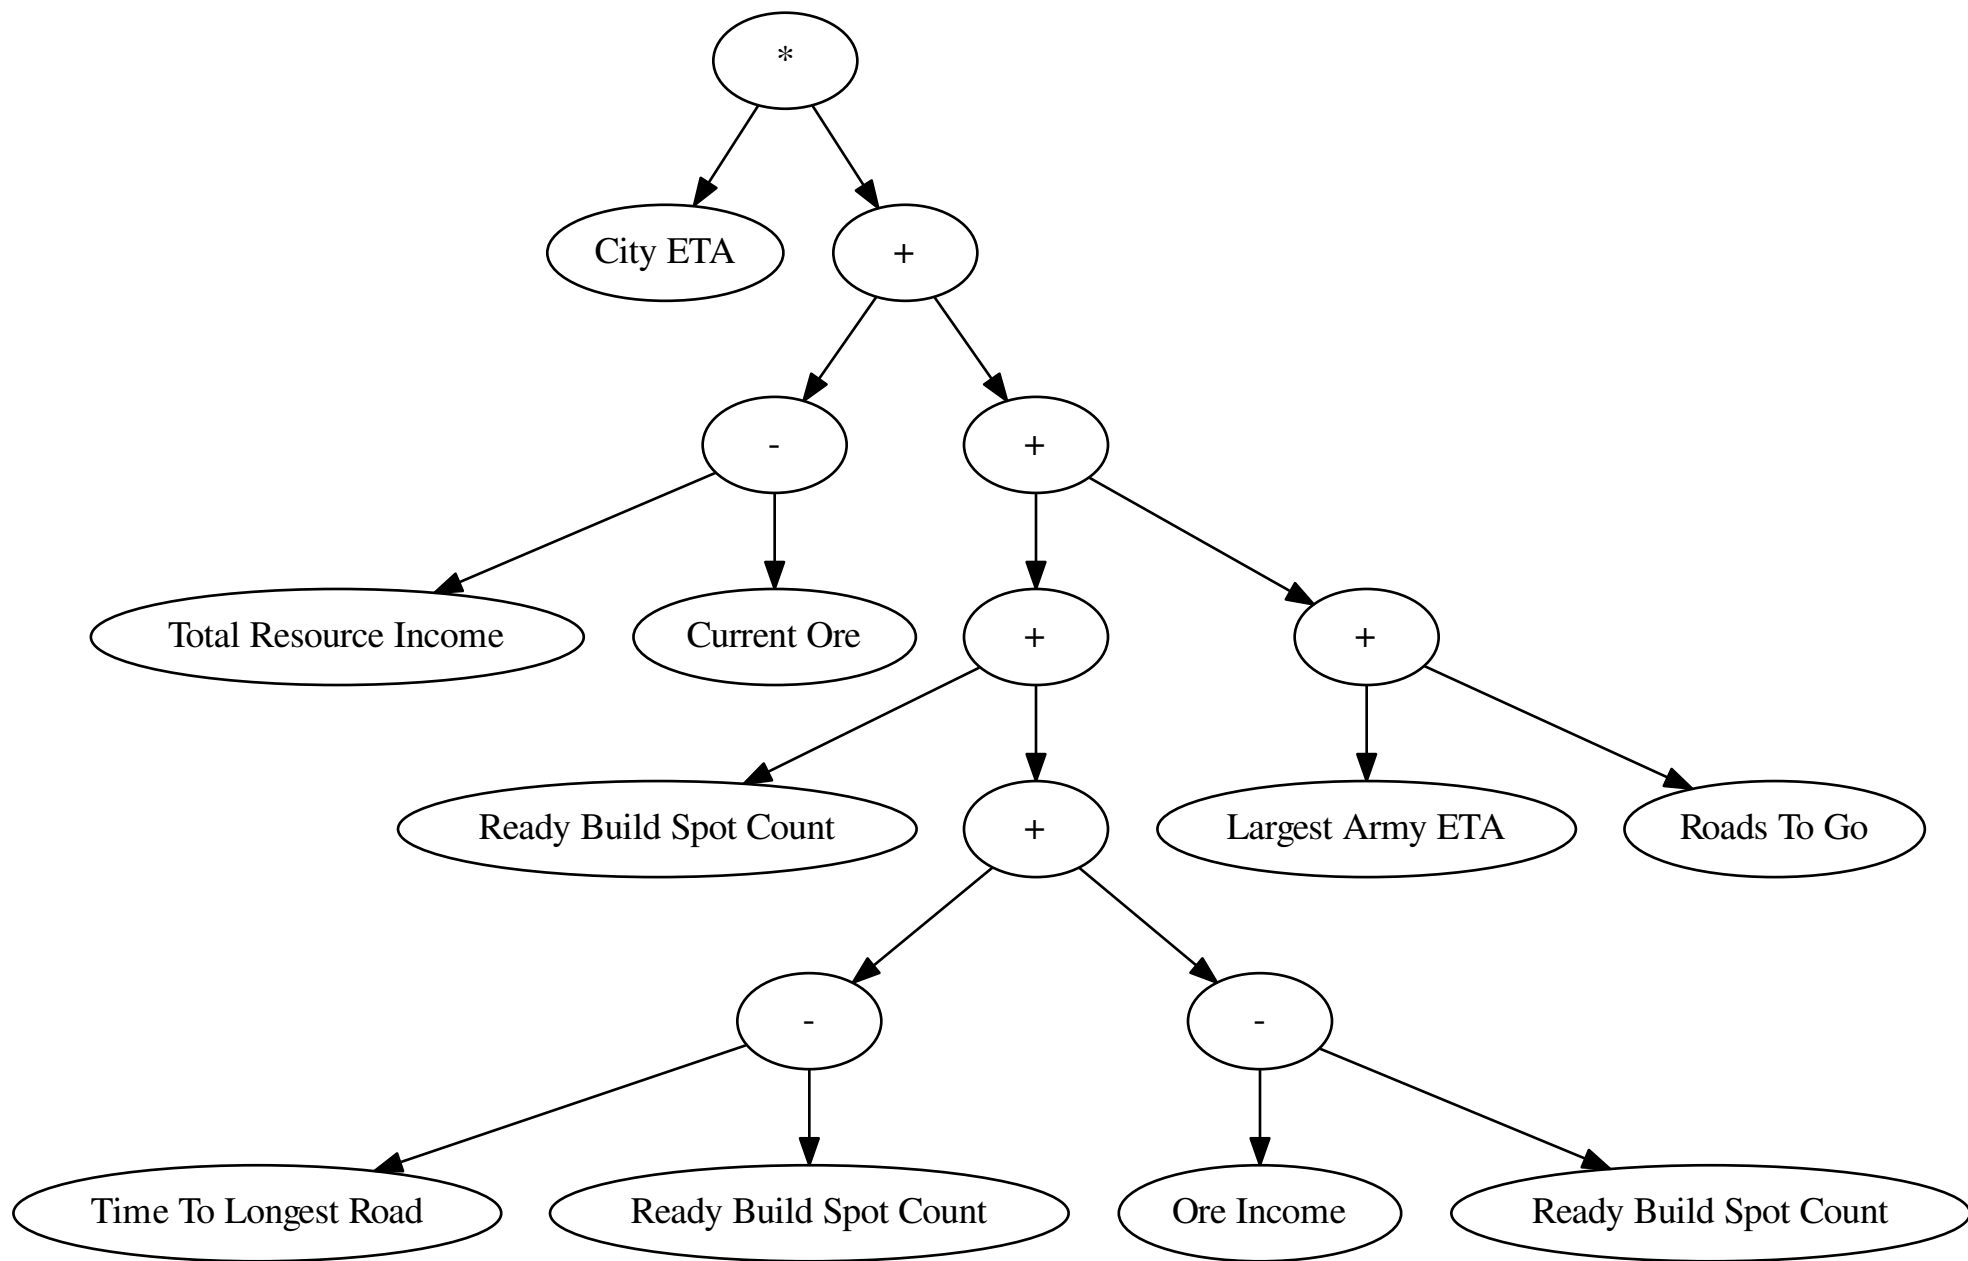 *
City ETA
+
-
+
Total Resource Income
Current Ore
+
+
Ready Build Spot Count
+
Largest Army ETA
Roads To Go
-
-
Time To Longest Road
Ready Build Spot Count
Ore Income
Ready Build Spot Count